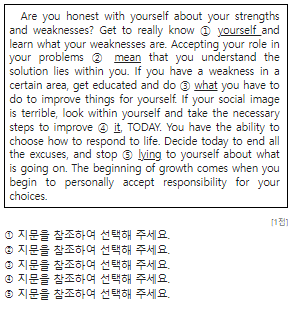 Are you honest with yourself about your strengths
and weaknesses? Get to really know ① yourself and
learn what your weaknesses are. Accepting your role in
your problems ② mean that you understand the
solution lies within you. If you have a weakness in a
certain area, get educated and do ③ what you have to
do to improve things for yourself. If your social image
is terrible, look within yourself and take the necessary
steps to improve ④ it, TODAY. You have the ability to
choose how to respond to life. Decide today to end all
the excuses, and stop ⑤ lying to yourself about what
is going on. The beginning of growth comes when you
begin to personally accept responsibility for your
choices.
[1점]
① 지문을 참조하여 선택해 주세요.
② 지문을 참조하여 선택해 주세요.
③ 지문을 참조하여 선택해 주세요.
④ 지문을 참조하여 선택해 주세요.
⑤ 지문을 참조하여 선택해 주세요.